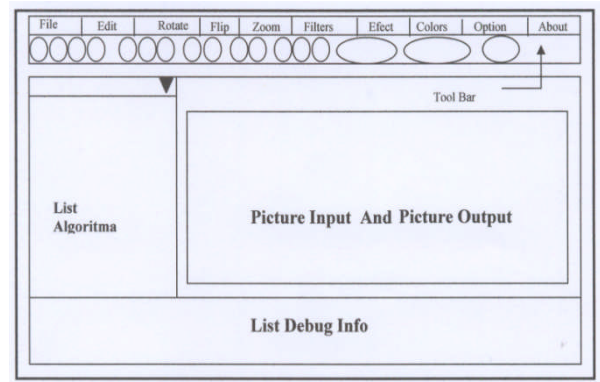 File Edit Rotate Flip Zoom Filters Efect Colors Option About
Tool Bar
List
Algoritma
Picture Input And Picture Output
List Debug Info